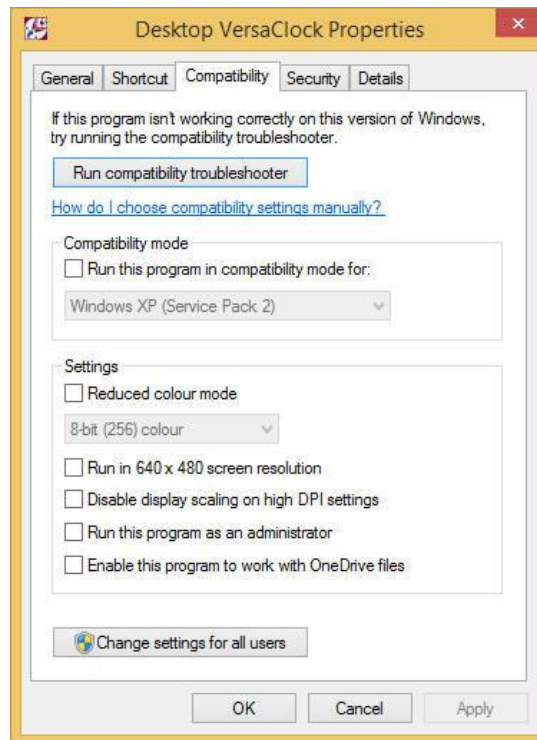 Desktop VersaClock Properties
General Shortcut Compatibility Security Details
If this program isn't working correctly on this version of Windows,
try running the compatibility troubleshooter.
Run compatibility troubleshooter
How do I choose compatibility settings manually?
Compatibility mode
Run this program in compatibility mode for:
Windows XP (Service Pack 2)
Settings
Reduced colour mode
8-bit (256) colour
Run in 640 x 480 screen resolution
Disable display scaling on high DPI settings
Run this program as an administrator
Enable this program to work with OneDrive files
Change settings for all users
OK Cancel Apply